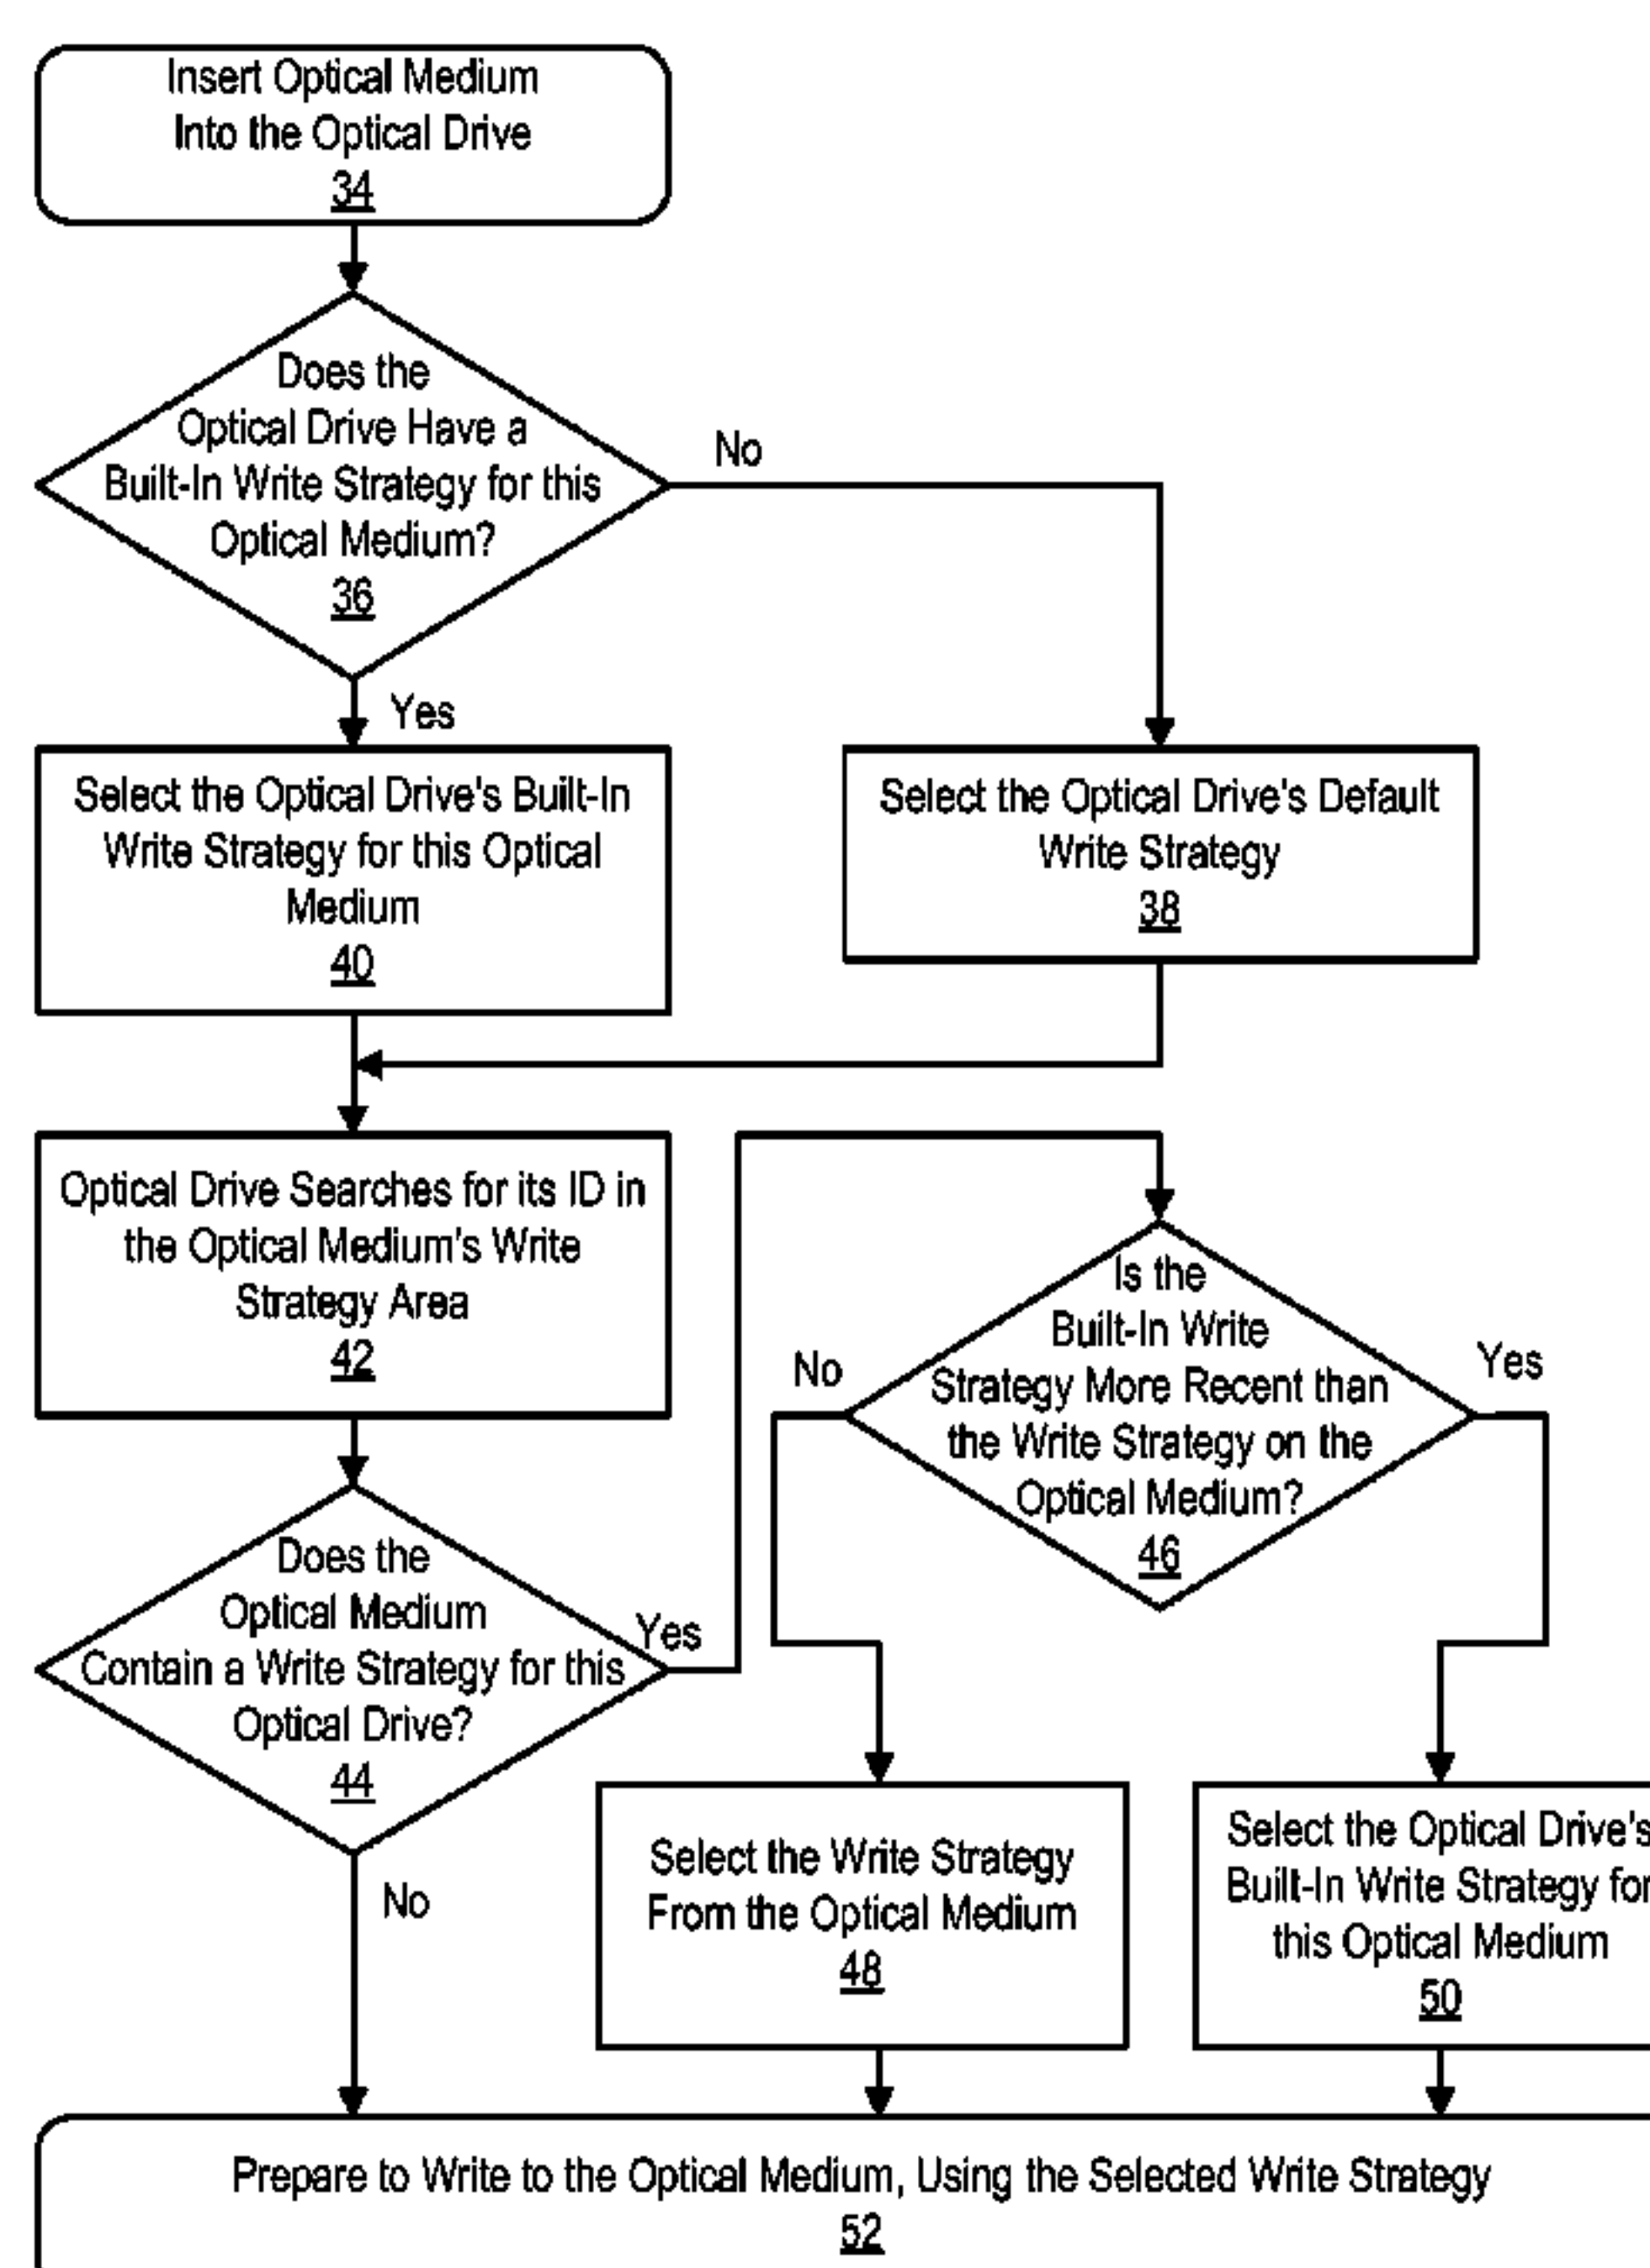 Insert Optical Medium
Into the Optical Drive
34
Does the
Optical Drive Have a
Built-In Write Strategy for this
Optical Medium?
36
No
Yes
Select the Optical Drive's Built-In
Write Strategy for this Optical
Medium
40
Select the Optical Drive's Default
Write Strategy
38
Optical Drive Searches for its ID in
the Optical Medium's Write
Strategy Area
42
Is the
Built-In Write
Strategy More Recent than
the Write Strategy on the
Optical Medium?
46
No
Yes
Does the
Optical Medium
Contain a Write Strategy for this
Optical Drive?
44
Yes
No
Select the Write Strategy
From the Optical Medium
48
Select the Optical Drive's
Built-In Write Strategy for
this Optical Medium
50
Prepare to Write to the Optical Medium, Using the Selected Write Strategy
52